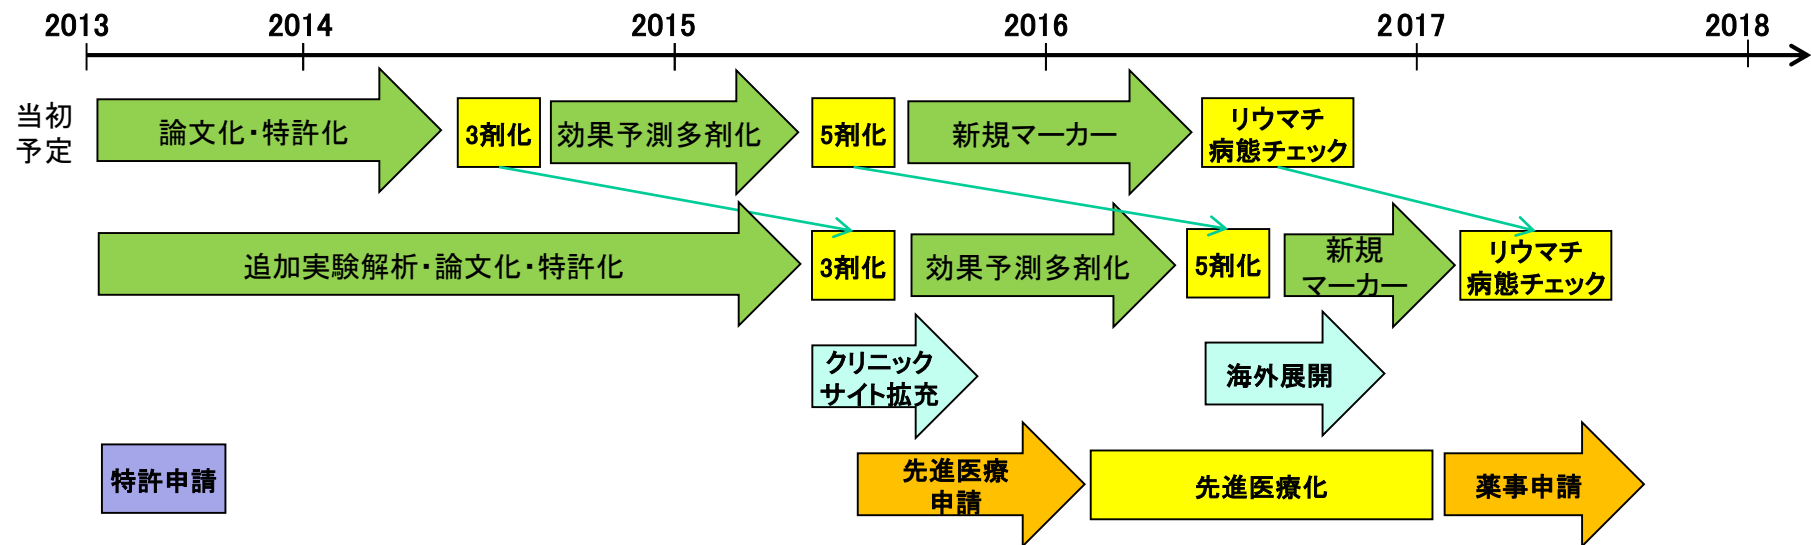 2013 2014 2015 2016 2017 2018
当初
予定
論文化・特許化
3剤化
効果予測多剤化
5剤化
新規マーカー
リウマチ
病態チェック
追加実験解析・論文化・特許化
3剤化
効果予測多剤化
5剤化
新規
マーカー
リウマチ
病態チェック
クリニック
サイト拡充
海外展開
特許申請
先進医療
申請
先進医療化
薬事申請